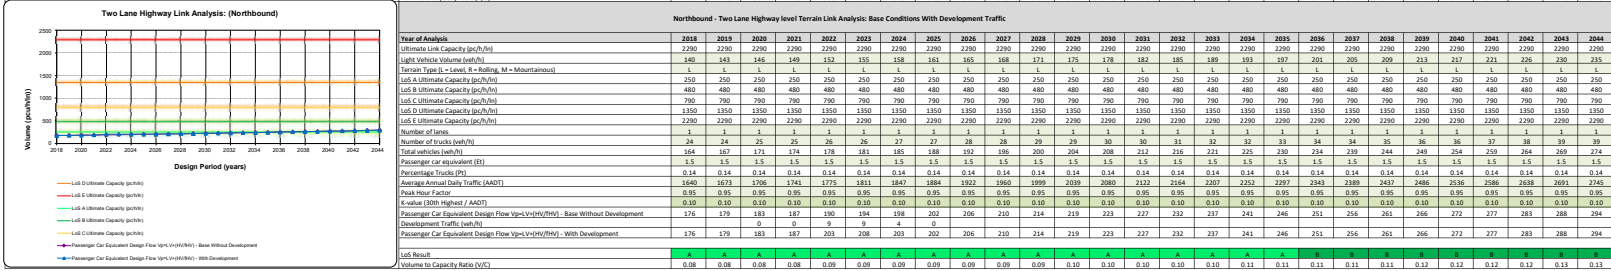 Two Lane Highway Link Analysis: (Northbound)
2500
2000
1500
1000
500
0
Volume (pcu/h/ln)
2016 2018 2020 2022 2024 2026 2028 2030 2032 2034 2036 2038 2040 2042 2044
Design Period (years)
LoS D Ultimate Capacity (pc/h/ln)
LoS E Ultimate Capacity (pc/h/ln)
LoS A Ultimate Capacity (pc/h/ln)
LoS B Ultimate Capacity (pc/h/ln)
LoS C Ultimate Capacity (pc/h/ln)
Passenger Car Equivalent Design Flow Vp=LV+(HV/fHV) - Base Without Development
Passenger Car Equivalent Design Flow Vp=LV+(HV/fHV) - With Development
Northbound - Two Lane Highway level Terrain Link Analysis: Base Conditions With Development Traffic
Year of Analysis 2018 2019 2020 2021 2022 2023 2024 2025 2026 2027 2028 2029 2030 2031 2032 2033 2034 2035 2036 2037 2038 2039 2040 2041 2042 2043 2044
Ultimate Link Capacity (pc/h/ln) 2290 2290 2290 2290 2290 2290 2290 2290 2290 2290 2290 2290 2290 2290 2290 2290 2290 2290 2290 2290 2290 2290 2290 2290 2290 2290 2290
Light Vehicle Volume (veh/h) 140 143 146 149 152 155 158 161 165 168 171 175 178 182 185 189 193 197 201 205 209 213 217 221 226 230 235
Terrain Type (L = Level, R = Rolling, M = Mountainous) L L L L L L L L L L L L L L L L L L L L L L L L L L L
LoS A Ultimate Capacity (pc/h/ln) 250 250 250 250 250 250 250 250 250 250 250 250 250 250 250 250 250 250 250 250 250 250 250 250 250 250 250
LoS B Ultimate Capacity (pc/h/ln) 480 480 480 480 480 480 480 480 480 480 480 480 480 480 480 480 480 480 480 480 480 480 480 480 480 480 480
LoS C Ultimate Capacity (pc/h/ln) 790 790 790 790 790 790 790 790 790 790 790 790 790 790 790 790 790 790 790 790 790 790 790 790 790 790 790
LoS D Ultimate Capacity (pc/h/ln) 1350 1350 1350 1350 1350 1350 1350 1350 1350 1350 1350 1350 1350 1350 1350 1350 1350 1350 1350 1350 1350 1350 1350 1350 1350 1350 1350
LoS E Ultimate Capacity (pc/h/ln) 2290 2290 2290 2290 2290 2290 2290 2290 2290 2290 2290 2290 2290 2290 2290 2290 2290 2290 2290 2290 2290 2290 2290 2290 2290 2290 2290
Number of lanes 1 1 1 1 1 1 1 1 1 1 1 1 1 1 1 1 1 1 1 1 1 1 1 1 1 1 1
Number of trucks (veh/h) 24 24 25 25 26 26 27 27 28 28 29 29 30 30 31 32 32 33 34 34 35 36 36 37 38 38 39
Total vehicles (veh/h) 164 167 171 174 178 181 185 188 192 196 200 204 208 212 216 221 225 230 234 239 244 249 254 259 264 269 274
Passenger car equivalent (Et) 1.5 1.5 1.5 1.5 1.5 1.5 1.5 1.5 1.5 1.5 1.5 1.5 1.5 1.5 1.5 1.5 1.5 1.5 1.5 1.5 1.5 1.5 1.5 1.5 1.5 1.5 1.5
Percentage Trucks (Pt) 0.14 0.14 0.14 0.14 0.14 0.14 0.14 0.14 0.14 0.14 0.14 0.14 0.14 0.14 0.14 0.14 0.14 0.14 0.14 0.14 0.14 0.14 0.14 0.14 0.14 0.14 0.14
Average Annual Daily Traffic (AADT) 1640 1673 1706 1741 1775 1811 1847 1884 1922 1960 1999 2039 2080 2122 2164 2207 2252 2297 2343 2389 2437 2486 2536 2586 2638 2691 2745
Peak Hour Factor 0.95 0.95 0.95 0.95 0.95 0.95 0.95 0.95 0.95 0.95 0.95 0.95 0.95 0.95 0.95 0.95 0.95 0.95 0.95 0.95 0.95 0.95 0.95 0.95 0.95 0.95 0.95
K-value (30th Highest / AADT) 0.10 0.10 0.10 0.10 0.10 0.10 0.10 0.10 0.10 0.10 0.10 0.10 0.10 0.10 0.10 0.10 0.10 0.10 0.10 0.10 0.10 0.10 0.10 0.10 0.10 0.10 0.10
Passenger Car Equivalent Design Flow Vp=LV+(HV/fHV) - Base Without Development 176 179 183 187 190 194 198 202 206 210 214 219 223 227 232 237 241 246 251 256 261 266 272 277 283 288 294
Development Traffic (veh/h) 0 0 9 9 4 0
Passenger Car Equivalent Design Flow Vp=LV+(HV/fHV) - With Development 176 179 183 187 203 208 203 202 206 210 214 219 223 227 232 237 241 246 251 256 261 266 272 277 283 288 294
LoS Result A A A A A A A A A A A A A A A A A A B B B B B B B B B
Volume to Capacity Ratio (V/C) 0.08 0.08 0.08 0.08 0.09 0.09 0.09 0.09 0.09 0.09 0.09 0.10 0.10 0.10 0.10 0.10 0.11 0.11 0.11 0.11 0.11 0.12 0.12 0.12 0.12 0.13 0.13